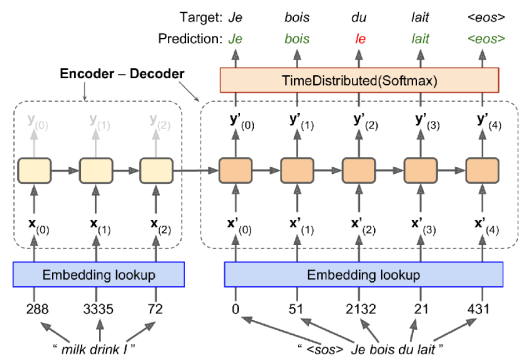 Target: Je bois du lait <eos>
Prediction: Je bois le lait <eos>
Encoder – Decoder
TimeDistributed(Softmax)
y(0) y(1) y(2) y'(0) y'(1) y'(2) y'(3) y'(4)
x(0) x(1) x(2) x'(0) x'(1) x'(2) x'(3) x'(4)
Embedding lookup Embedding lookup
288 3335 72 0 51 2132 21 431
“ milk drink I ” “ <sos> Je bois du lait ”